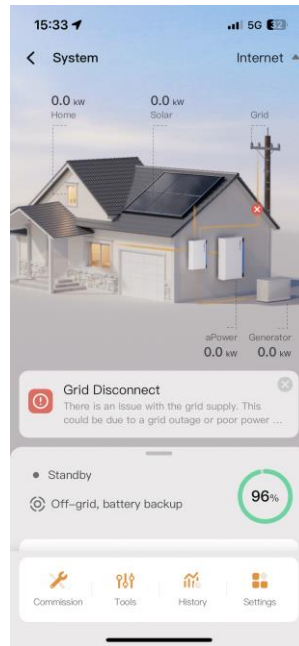 15:33
5G 32
System
Internet
0.0 kW
0.0 kW
Home
Solar
Grid
aPower
Generator
0.0 kW
0.0 kW
Grid Disconnect
There is an issue with the grid supply. This
could be due to a grid outage or poor power ...
Standby
Off-grid, battery backup
96%
Commission
Tools
History
Settings